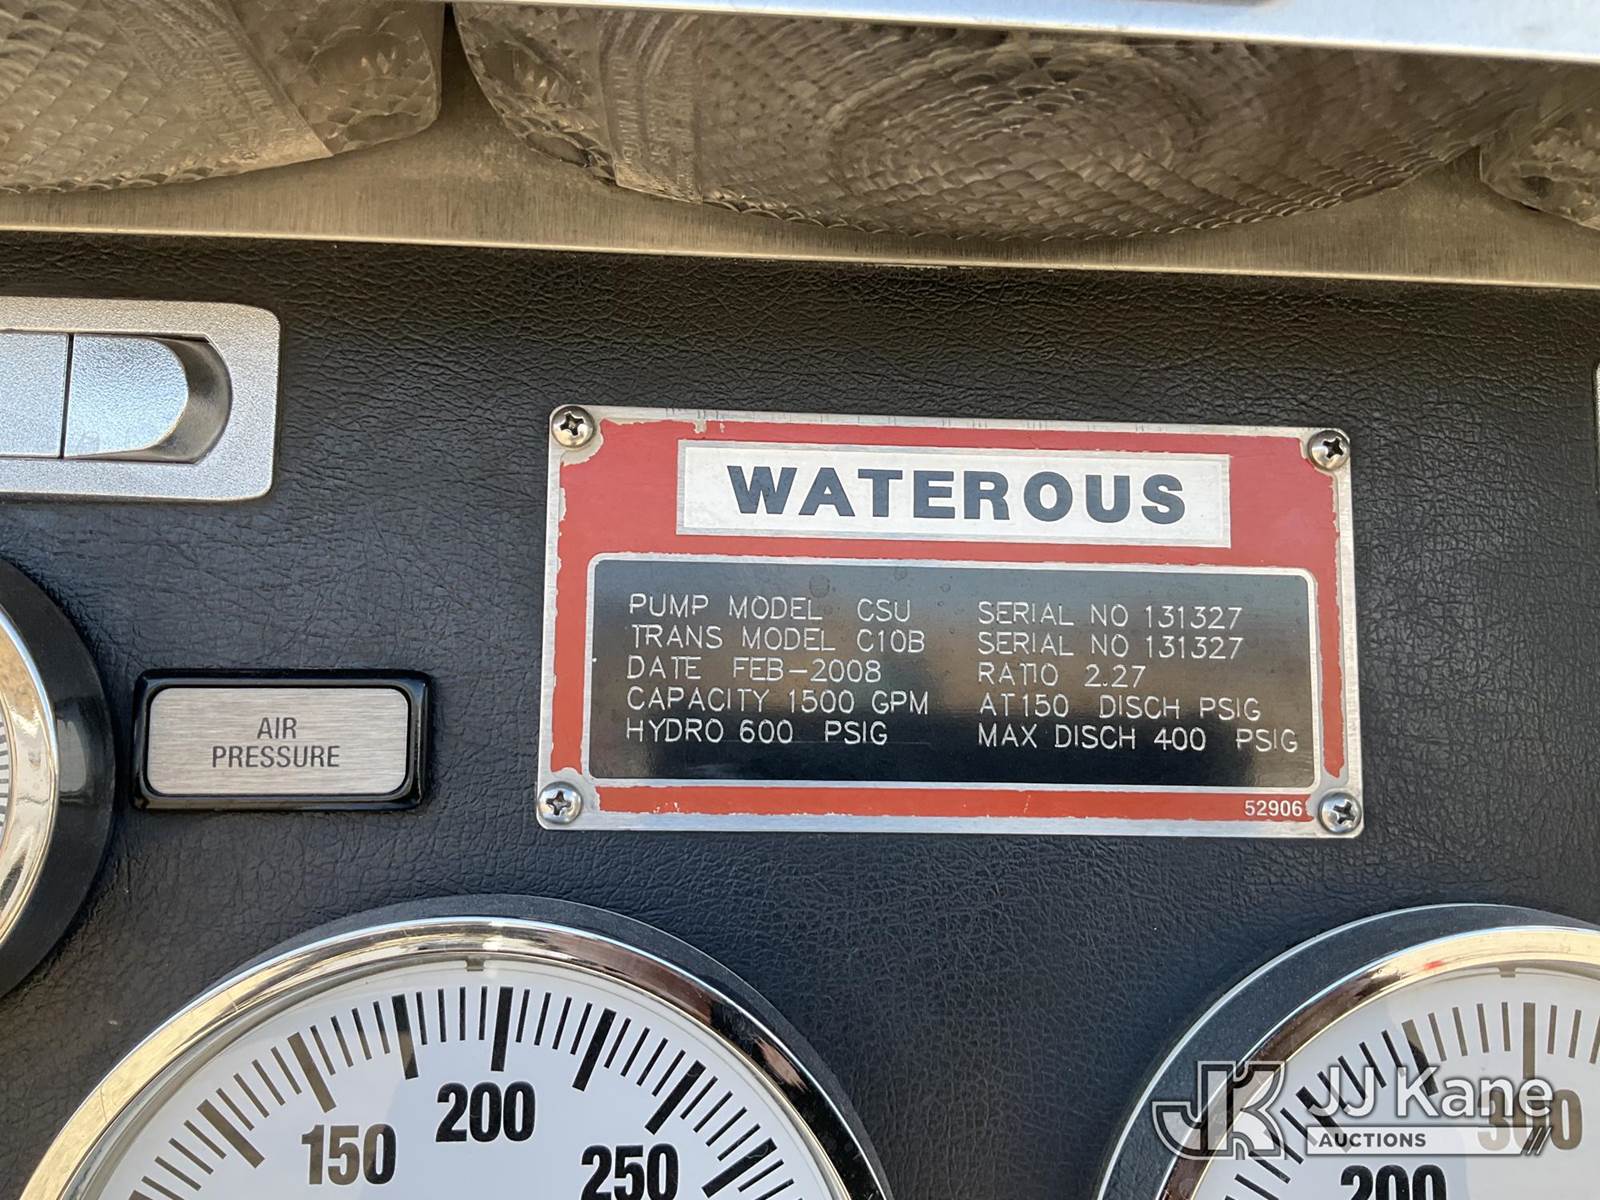 WATEROUS
PUMP MODEL CSU SERIAL NO 131327
TRANS MODEL C10B SERIAL NO 131327
DATE FEB-2008 RATIO 2.27
CAPACITY 1500 GPM AT150 DISCH PSIG
HYDRO 600 PSIG MAX DISCH 400 PSIG
52906
AIR
PRESSURE
150
200
250
200
300
JJ Kane
AUCTIONS